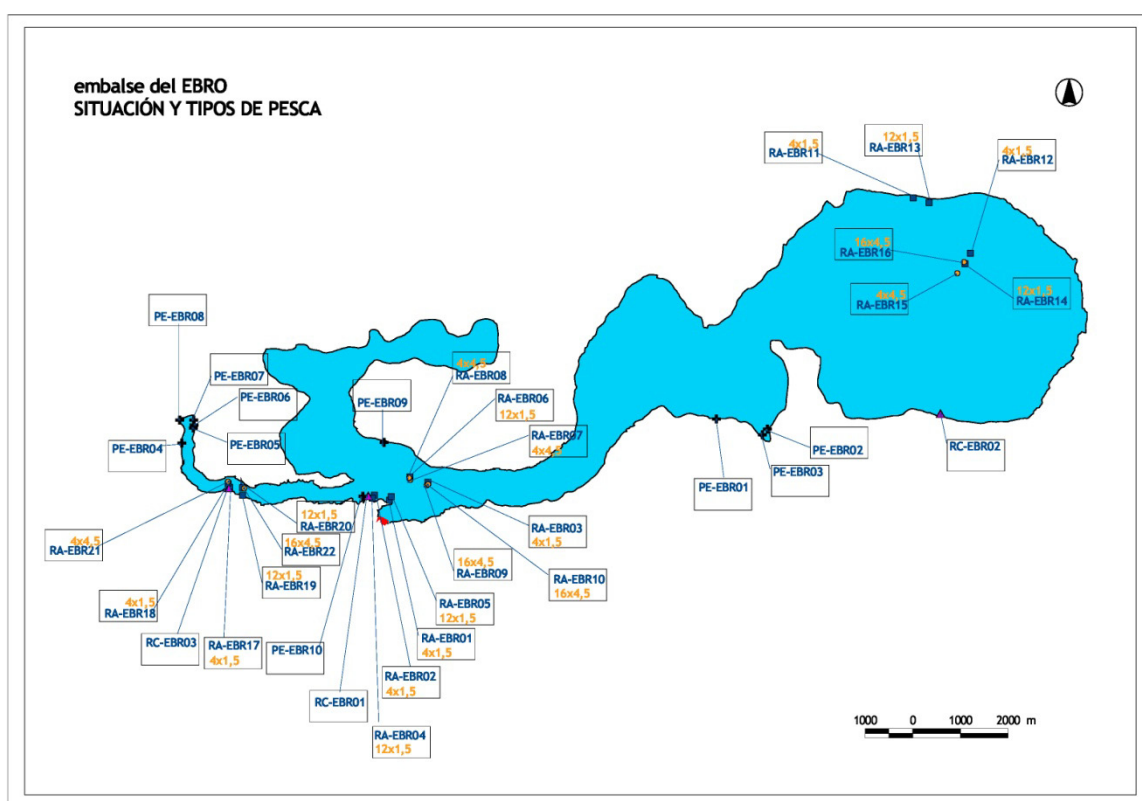 embalse del EBRO
SITUACIÓN Y TIPOS DE PESCA
4x1,5
RA-EBR11
12x1,5
RA-EBR13
4x1,5
RA-EBR12
16x4,5
RA-EBR16
4x4,5
RA-EBR15
12x1,5
RA-EBR14
PE-EBR08
PE-EBR07
PE-EBR06
PE-EBR05
PE-EBR04
PE-EBR09
4x4,5
RA-EBR08
RA-EBR06
12x1,5
RA-EBR07
4x4,5
PE-EBR02
PE-EBR03
PE-EBR01
RC-EBR02
RA-EBR03
4x1,5
12x1,5
RA-EBR20
16x4,5
RA-EBR22
4x4,5
RA-EBR21
12x1,5
RA-EBR19
16x4,5
RA-EBR09
RA-EBR10
16x4,5
4x1,5
RA-EBR18
RC-EBR03
RA-EBR17
4x1,5
PE-EBR10
RA-EBR05
12x1,5
RA-EBR01
4x1,5
RA-EBR02
4x1,5
RC-EBR01
RA-EBR04
12x1,5
1000 0 1000 2000 m